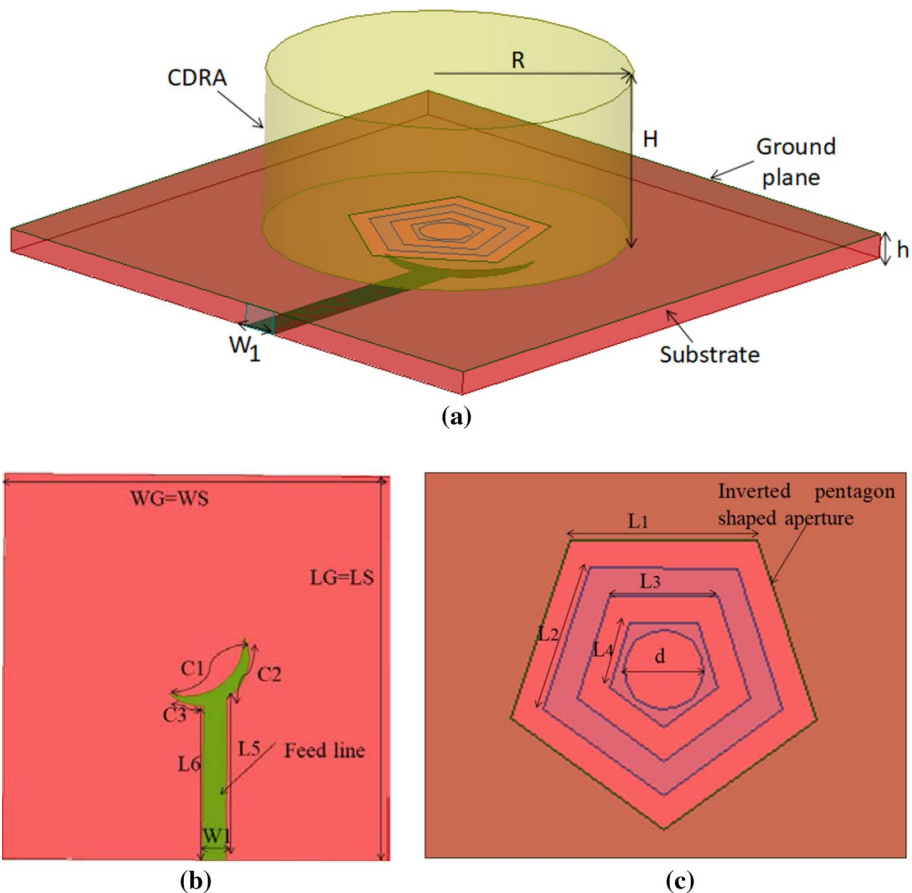 CDRA
R
H
Ground
plane
h
W1
Substrate
(a)
WG=WS
LG=LS
C1
C2
C3
L6
L5
Feed line
W1
(b)
Inverted pentagon
shaped aperture
L1
L3
L2
L4
d
(c)